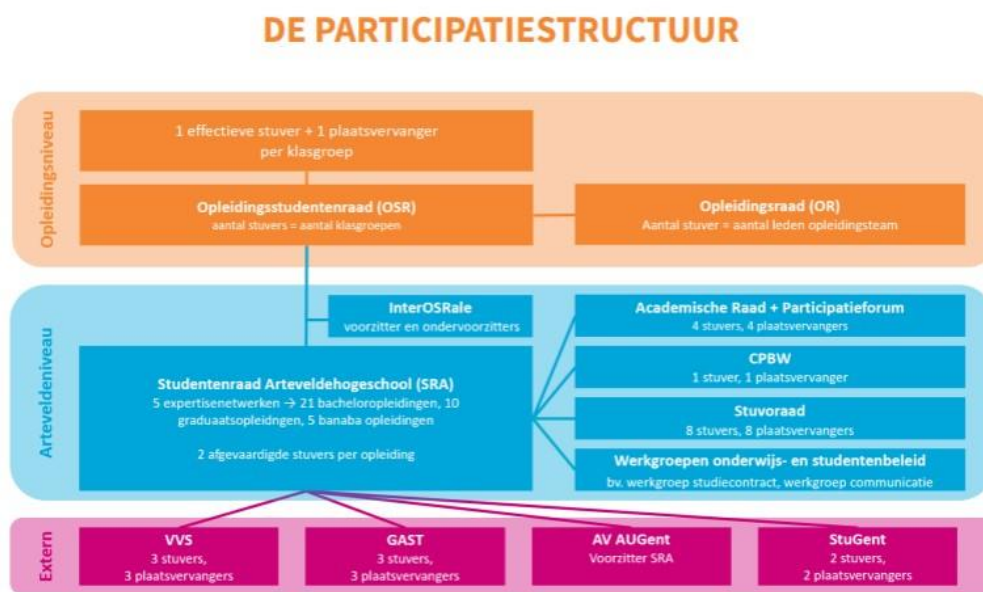 DE PARTICIPATIESTRUCTUUR
Opleidingsniveau
1 effectieve stuver + 1 plaatsvervanger
per klasgroep
Opleidingsstudentenraad (OSR)
aantal stuvers = aantal klasgroepen
Opleidingsraad (OR)
Aantal stuver = aantal leden opleidingsteam
Arteveldeniveau
InterOSRale
voorzitter en ondervoorzitters
Studentenraad Arteveldehogeschool (SRA)
5 expertisenetwerken → 21 bacheloropleidingen, 10
graduaatsopleidngen, 5 banaba opleidingen
2 afgevaardigde stuvers per opleiding
Academische Raad + Participatieforum
4 stuvers, 4 plaatsvervangers
CPBW
1 stuver, 1 plaatsvervanger
Stuvoraad
8 stuvers, 8 plaatsvervangers
Werkgroepen onderwijs- en studentenbeleid
bv. werkgroep studiecontract, werkgroep communicatie
Extern
VVS
3 stuvers,
3 plaatsvervangers
GAST
3 stuvers,
3 plaatsvervangers
AV AUGent
Voorzitter SRA
StuGent
2 stuvers,
2 plaatsvervangers